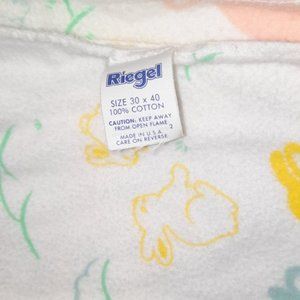 Riegel
SIZE 30 x 40
100% COTTON
CAUTION: KEEP AWAY
FROM OPEN FLAME 2
MADE IN U.S.A.
CARE ON REVERSE